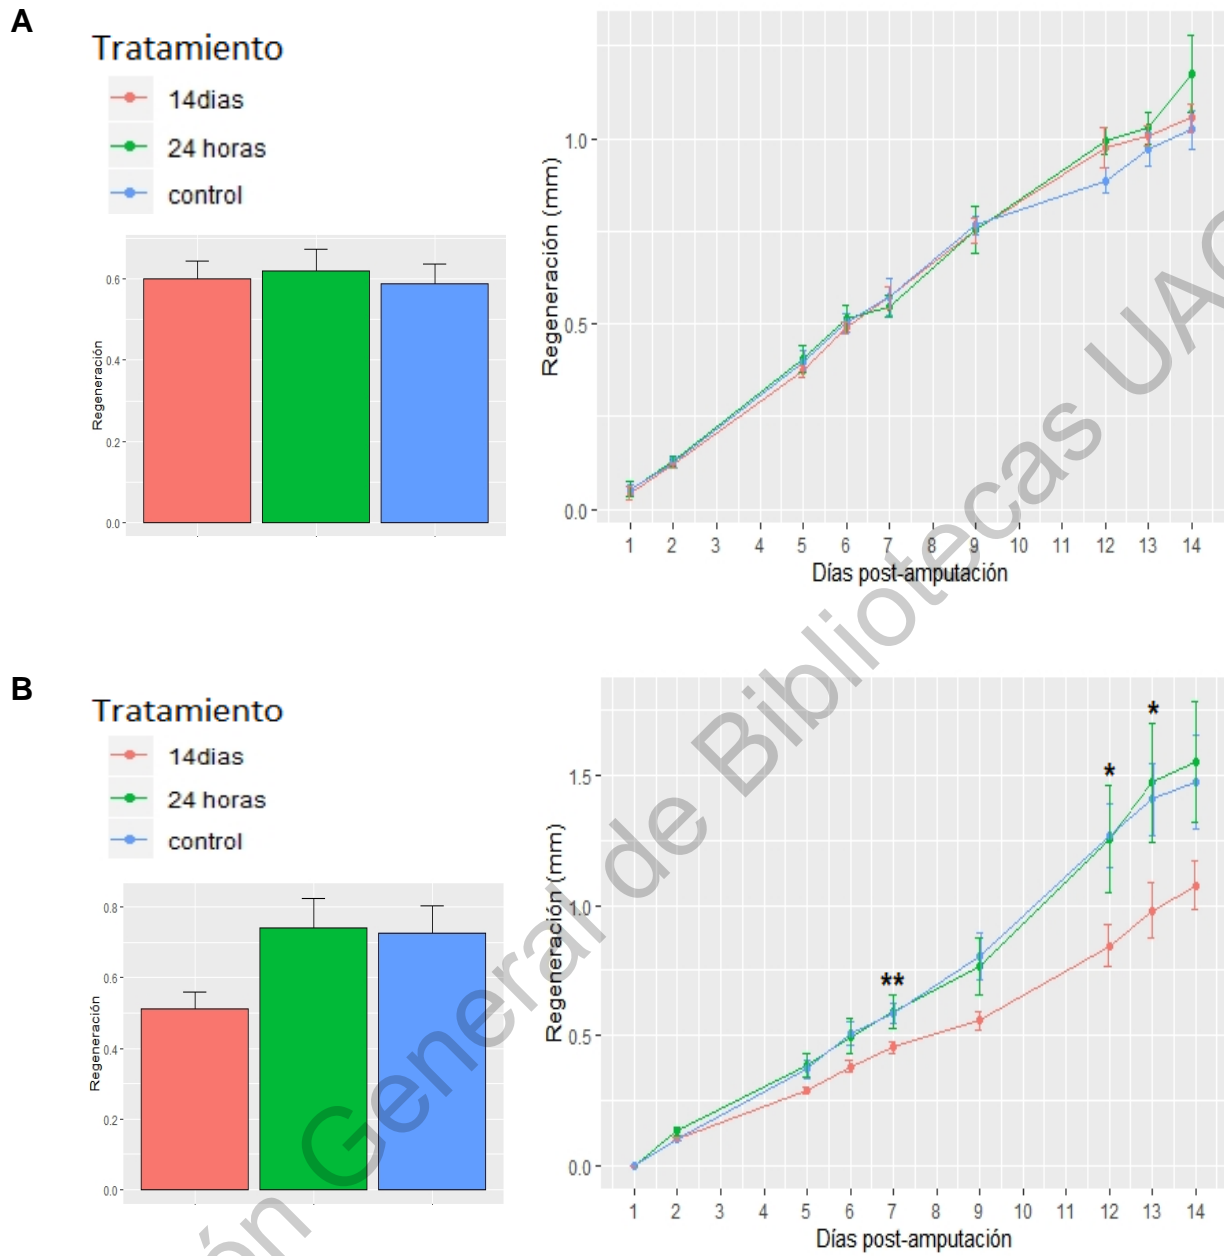 A
Tratamiento
14dias
24 horas
control
Regeneración
0.6
0.4
0.2
0.0
Regeneración (mm)
1.0
0.5
0.0
1 2 3 4 5 6 7 8 9 10 11 12 13 14
Días post-amputación
B
Tratamiento
14dias
24 horas
control
Regeneración
0.8
0.6
0.4
0.2
0.0
Regeneración (mm)
1.5
1.0
0.5
0.0
**
*
*
1 2 3 4 5 6 7 8 9 10 11 12 13 14
Días post-amputación
ón General de Bibliotecas UAQ